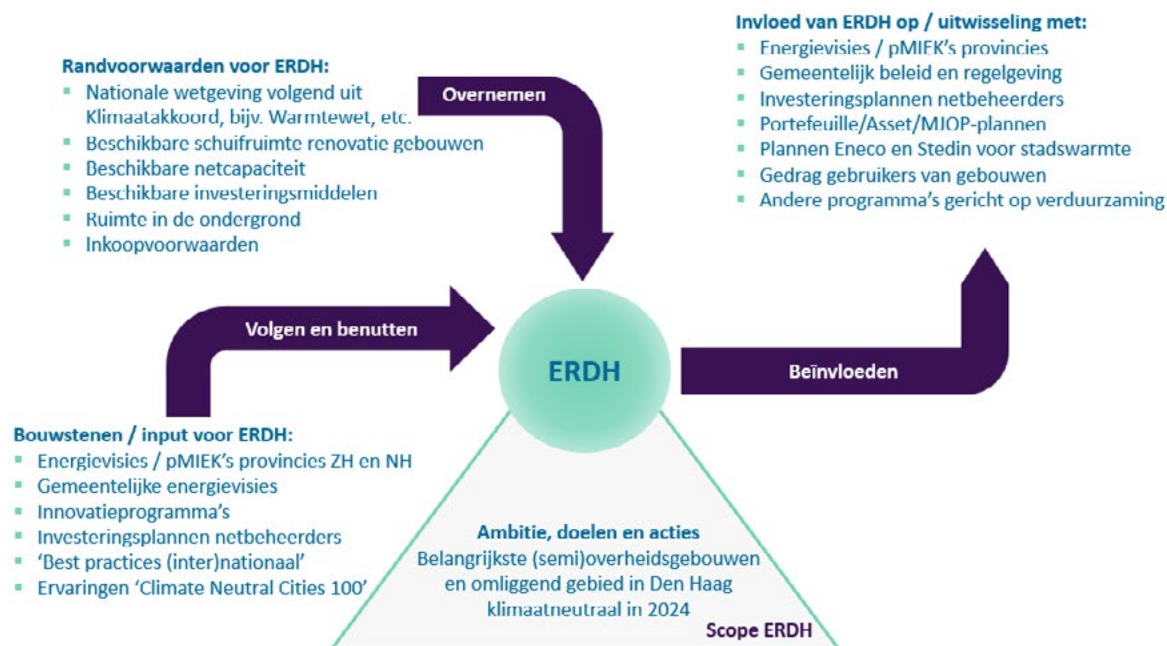 Randvoorwaarden voor ERDH:
Nationale wetgeving volgend uit
Klimaatakkoord, bijv. Warmtewet, etc.
Beschikbare schuifruimte renovatie gebouwen
Beschikbare netcapaciteit
Beschikbare investeringsmiddelen
Ruimte in de ondergrond
Inkoopvoorwaarden
Overnemen
Invloed van ERDH op / uitwisseling met:
Energievisies / pMIEK's provincies
Gemeentelijk beleid en regelgeving
Investeringsplannen netbeheerders
Portefeuille/Asset/MJOP-plannen
Plannen Eneco en Stedin voor stadswarmte
Gedrag gebruikers van gebouwen
Andere programma's gericht op verduurzaming
Volgen en benutten
ERDH
Beïnvloeden
Bouwstenen / input voor ERDH:
Energievisies / pMIEK's provincies ZH en NH
Gemeentelijke energievisies
Innovatieprogramma's
Investeringsplannen netbeheerders
'Best practices (inter)nationaal'
Ervaringen 'Climate Neutral Cities 100'
Ambitie, doelen en acties
Belangrijkste (semi)overheidsgebouwen
en omliggend gebied in Den Haag
klimaatneutraal in 2024
Scope ERDH